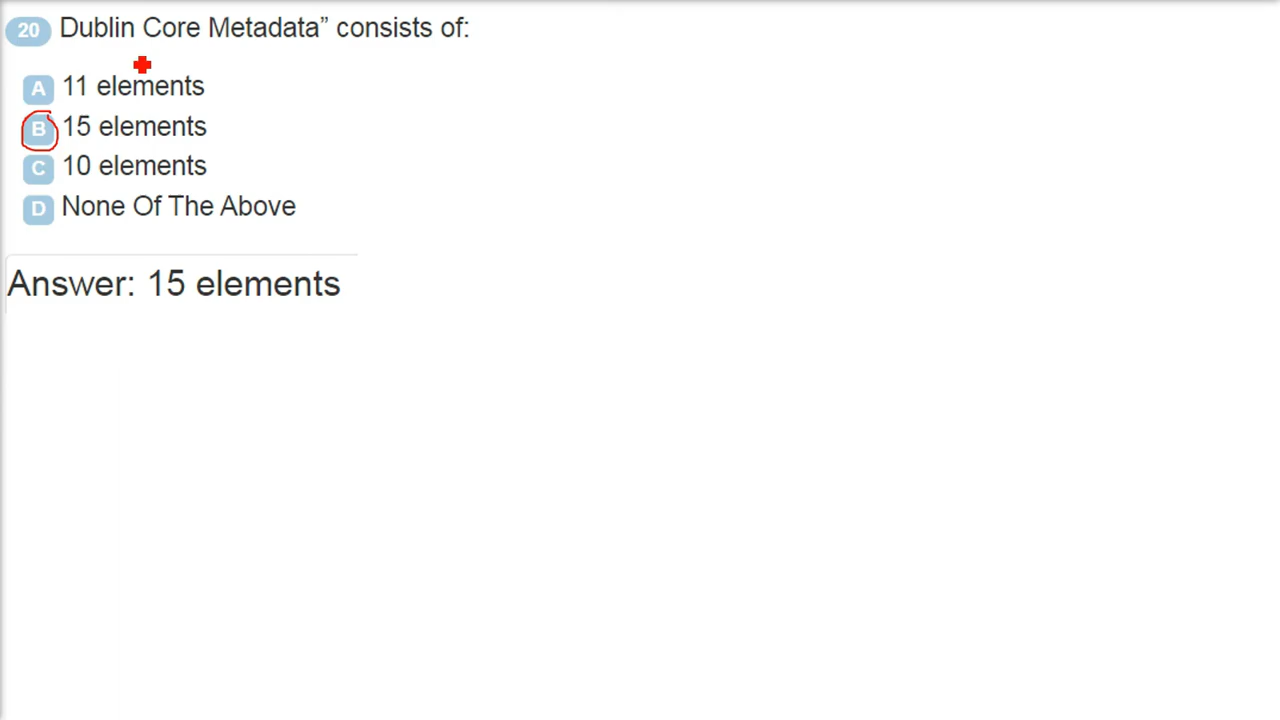 20 Dublin Core Metadata” consists of:
A 11 elements
B 15 elements
C 10 elements
D None Of The Above
Answer: 15 elements